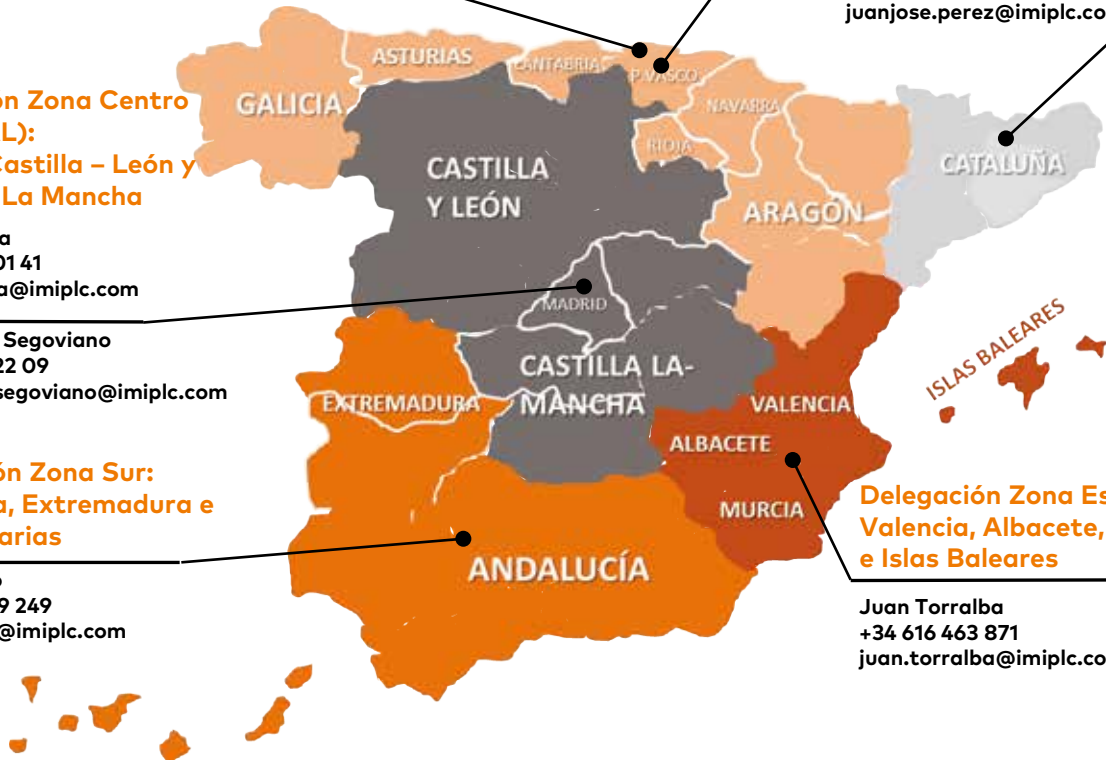 juanjose.perez@imiplc.co
ón Zona Centro
L):
Castilla – León y
La Mancha
a
01 41
a@imiplc.com
Segoviano
22 09
segoviano@imiplc.com
ón Zona Sur:
a, Extremadura e
arias
9 249
@imiplc.com
ASTURIAS
CANTABRIA
P.VASCO
GALICIA
NAVARRA
RIOJA
CATALUÑA
CASTILLA
Y LEÓN
ARAGÓN
MADRID
ISLAS BALEARES
CASTILLA LA-
MANCHA
EXTREMADURA
VALENCIA
ALBACETE
MURCIA
ANDALUCÍA
Delegación Zona Es
Valencia, Albacete,
e Islas Baleares
Juan Torralba
+34 616 463 871
juan.torralba@imiplc.co